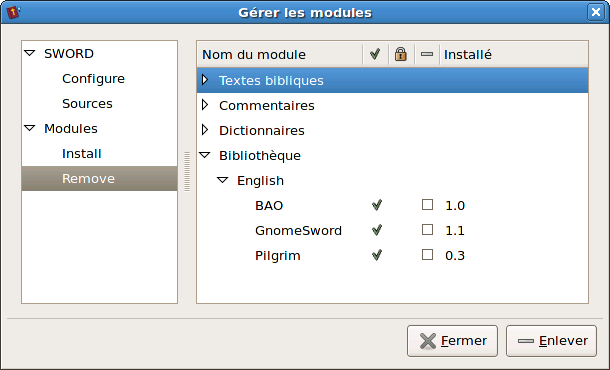 Gérer les modules
SWORD
Configure
Sources
Modules
Install
Remove
Nom du module Installé
Textes bibliques
Commentaires
Dictionnaires
Bibliothèque
English
BAO 1.0
GnomeSword 1.1
Pilgrim 0.3
Fermer Enlever